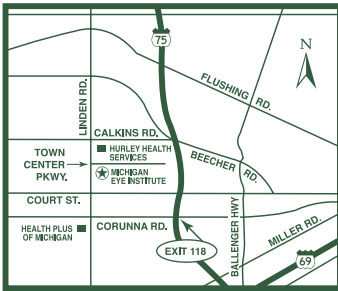 75
N
FLUSHING RD.
LINDEN RD.
CALKINS RD.
HURLEY HEALTH
SERVICES
TOWN
CENTER
PKWY.
BEECHER RD.
MICHIGAN
EYE INSTITUTE
COURT ST.
BALLENGER HWY
HEALTH PLUS
OF MICHIGAN
CORUNNA RD.
MILLER RD.
EXIT 118
69